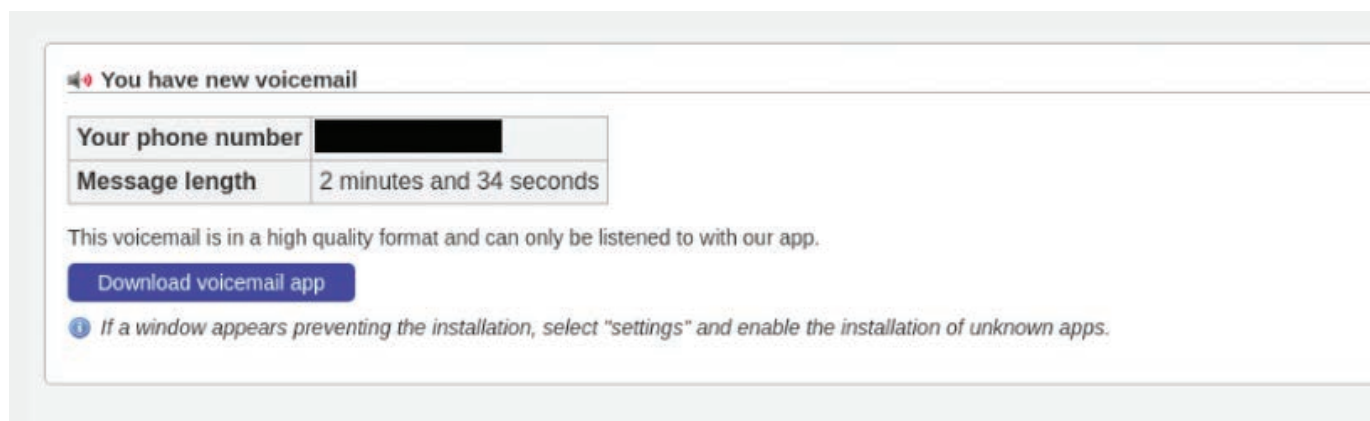 You have new voicemail
Your phone number
Message length 2 minutes and 34 seconds
This voicemail is in a high quality format and can only be listened to with our app.
Download voicemail app
If a window appears preventing the installation, select "settings" and enable the installation of unknown apps.